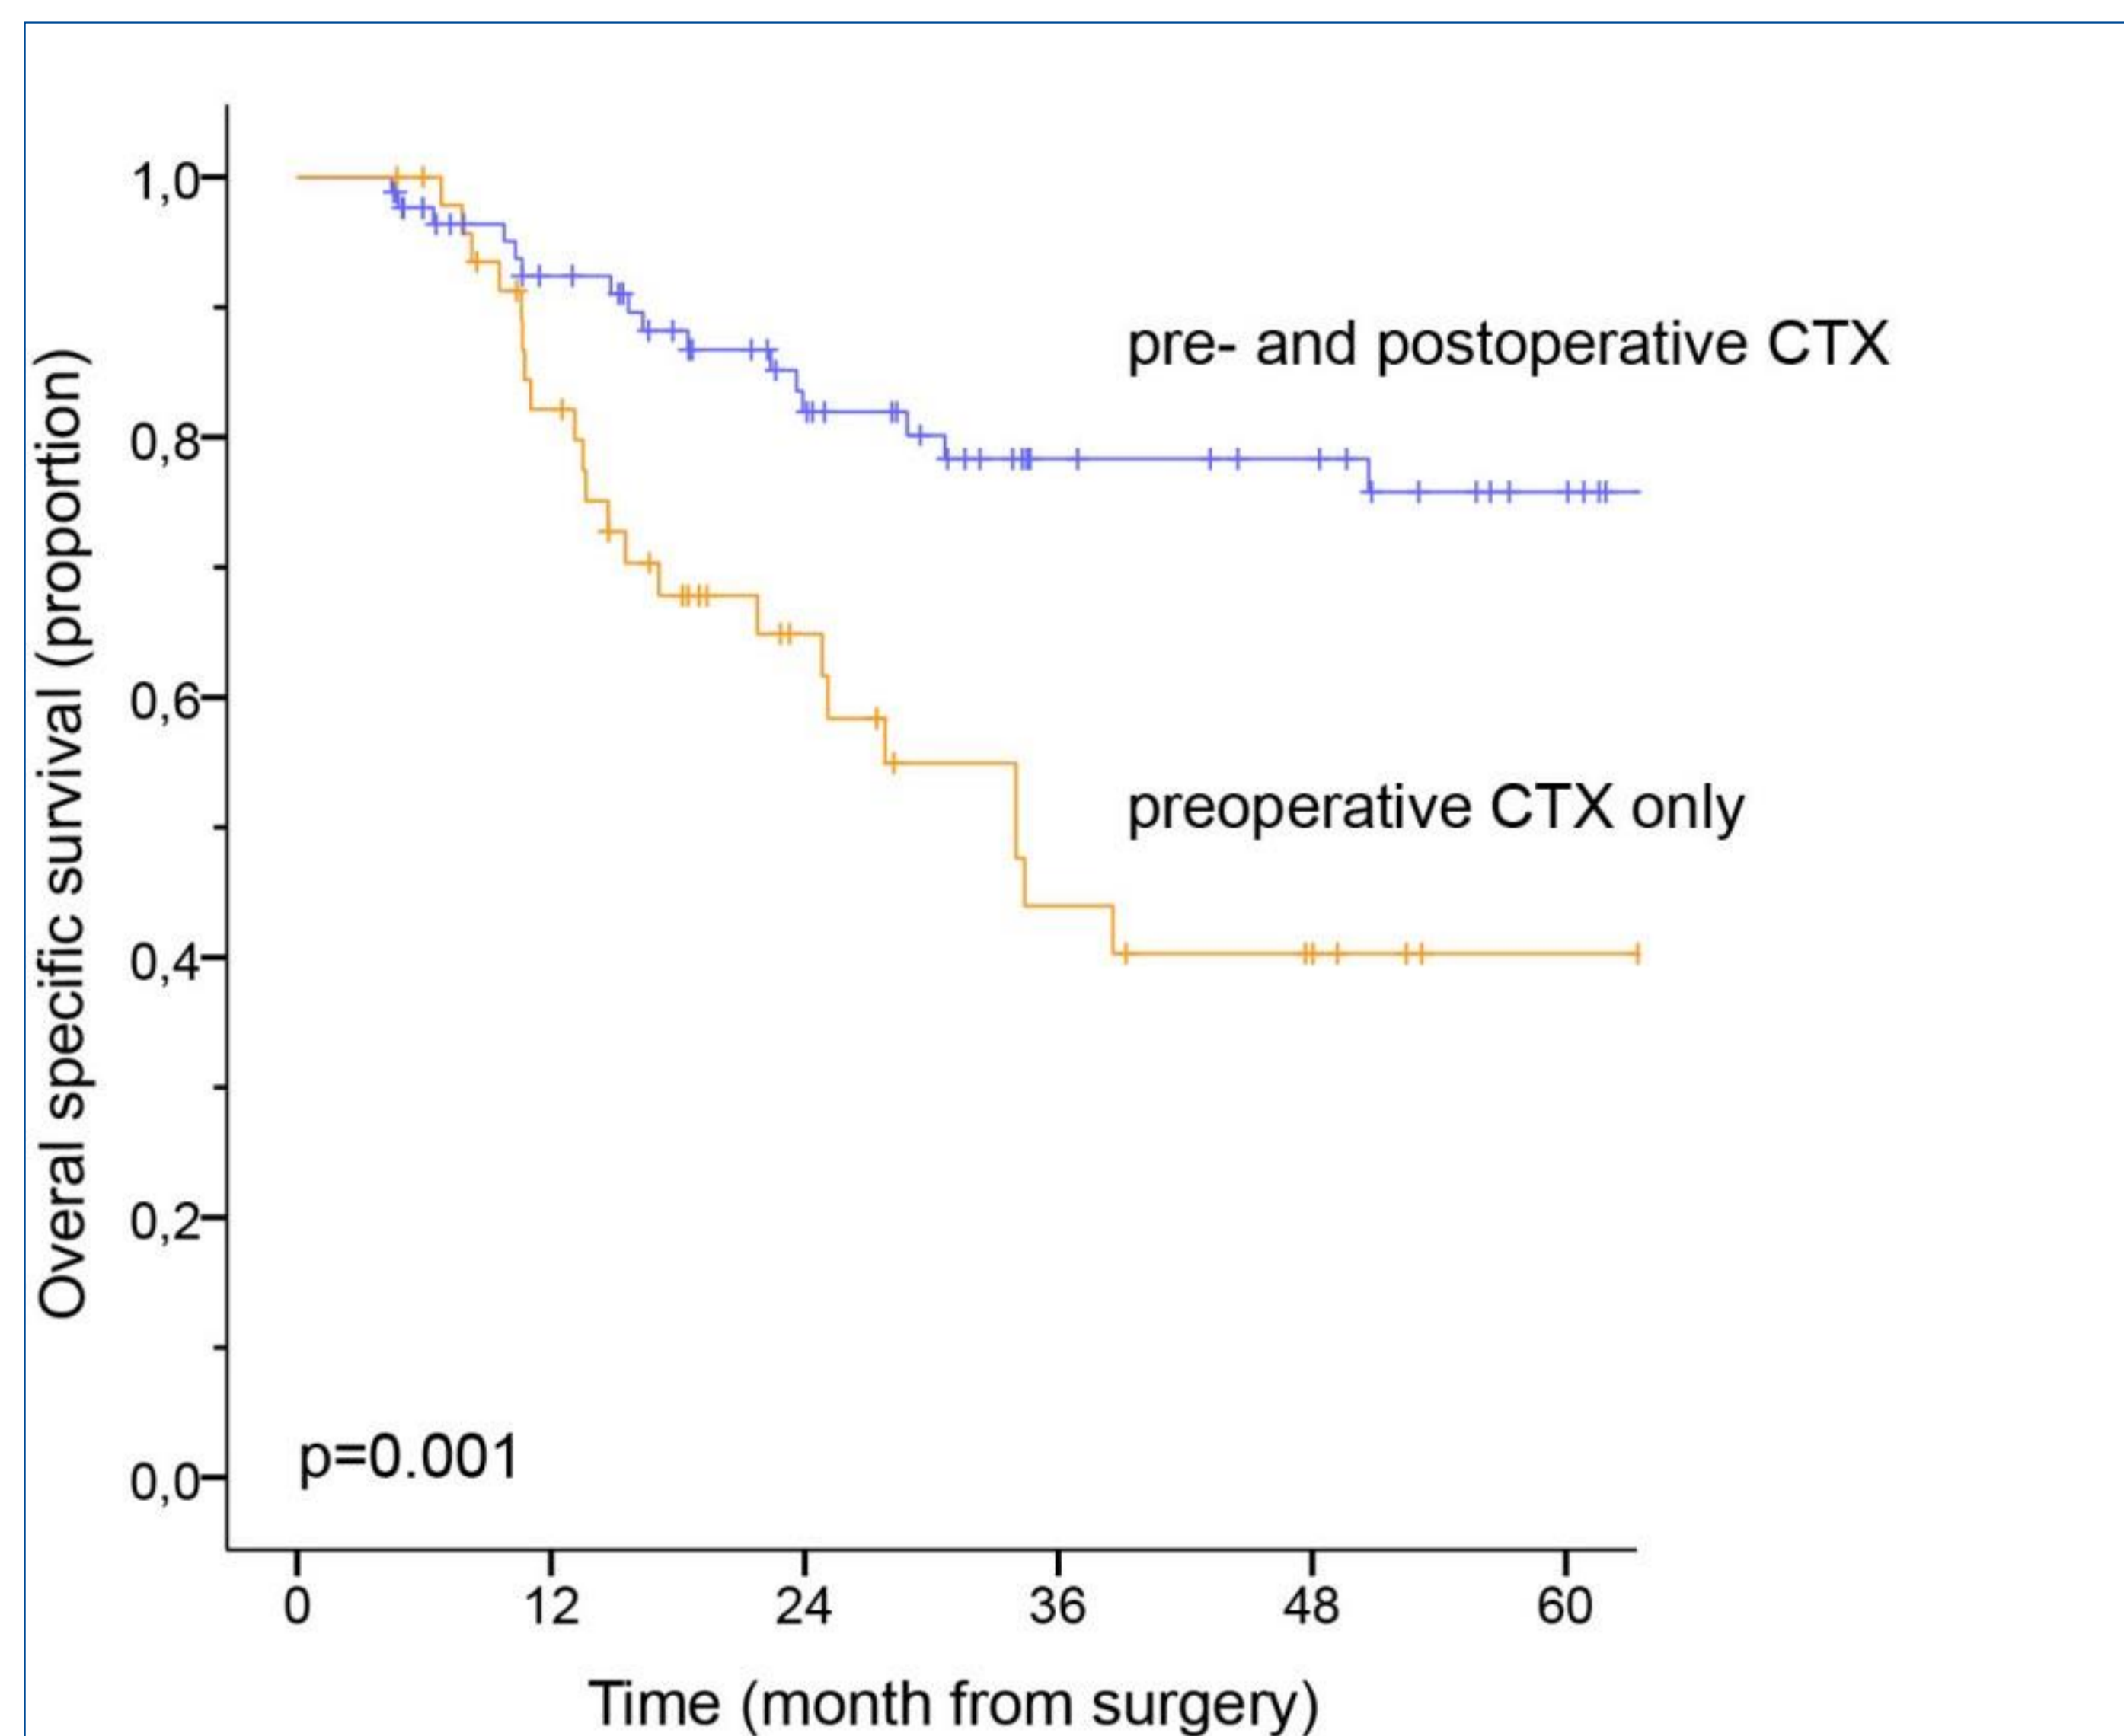 Overal specific survival (proportion)
1,0
0,8
0,6
0,4
0,2
0,0
pre- and postoperative CTX
preoperative CTX only
p=0.001
0 12 24 36 48 60
Time (month from surgery)